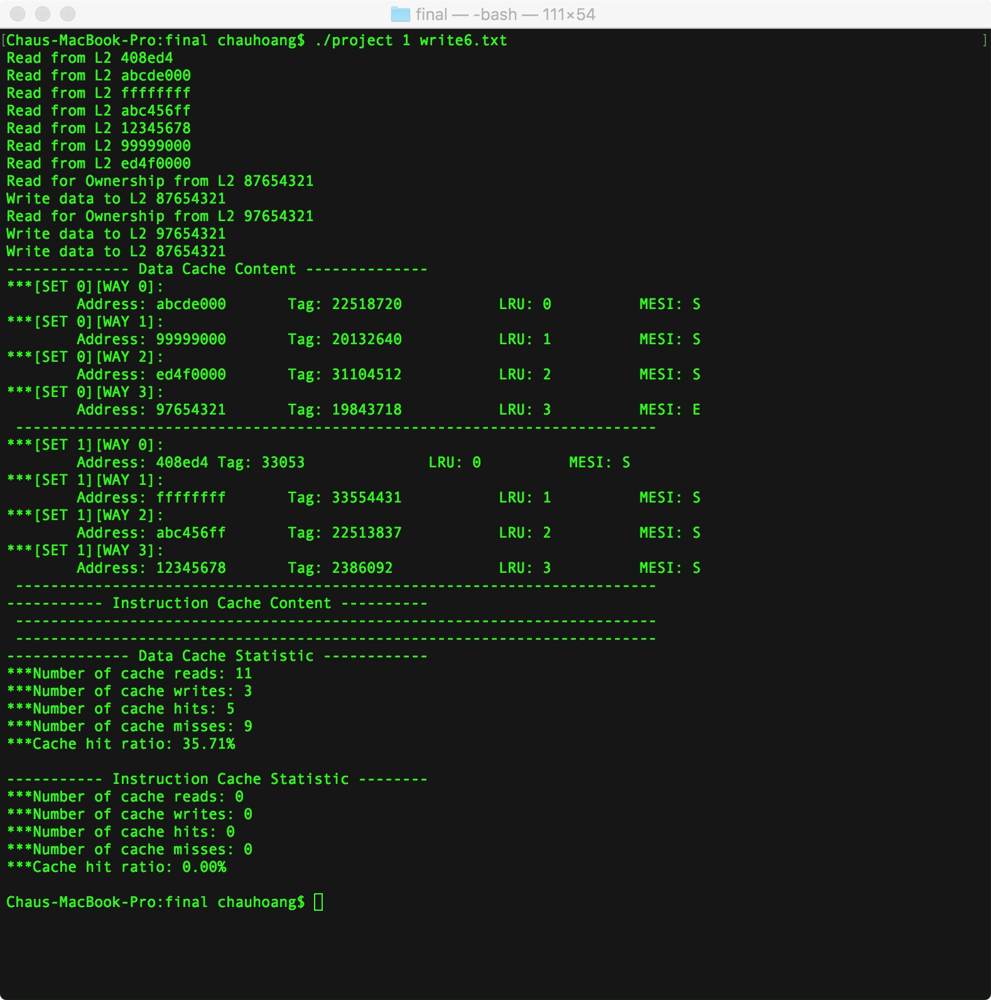 final — -bash — 111×54
[Chaus-MacBook-Pro:final chauhoang$ ./project 1 write6.txt ]
Read from L2 408ed4
Read from L2 abcde000
Read from L2 ffffffff
Read from L2 abc456ff
Read from L2 12345678
Read from L2 99999000
Read from L2 ed4f0000
Read for Ownership from L2 87654321
Write data to L2 87654321
Read for Ownership from L2 97654321
Write data to L2 97654321
Write data to L2 87654321
-------------- Data Cache Content --------------
***[SET 0][WAY 0]:
Address: abcde000 Tag: 22518720 LRU: 0 MESI: S
***[SET 0][WAY 1]:
Address: 99999000 Tag: 20132640 LRU: 1 MESI: S
***[SET 0][WAY 2]:
Address: ed4f0000 Tag: 31104512 LRU: 2 MESI: S
***[SET 0][WAY 3]:
Address: 97654321 Tag: 19843718 LRU: 3 MESI: E
-------------------------------------------------------------------------
***[SET 1][WAY 0]:
Address: 408ed4 Tag: 33053 LRU: 0 MESI: S
***[SET 1][WAY 1]:
Address: ffffffff Tag: 33554431 LRU: 1 MESI: S
***[SET 1][WAY 2]:
Address: abc456ff Tag: 22513837 LRU: 2 MESI: S
***[SET 1][WAY 3]:
Address: 12345678 Tag: 2386092 LRU: 3 MESI: S
-------------------------------------------------------------------------
----------- Instruction Cache Content ----------
-------------------------------------------------------------------------
-------------------------------------------------------------------------
-------------- Data Cache Statistic ------------
***Number of cache reads: 11
***Number of cache writes: 3
***Number of cache hits: 5
***Number of cache misses: 9
***Cache hit ratio: 35.71%
----------- Instruction Cache Statistic --------
***Number of cache reads: 0
***Number of cache writes: 0
***Number of cache hits: 0
***Number of cache misses: 0
***Cache hit ratio: 0.00%
Chaus-MacBook-Pro:final chauhoang$